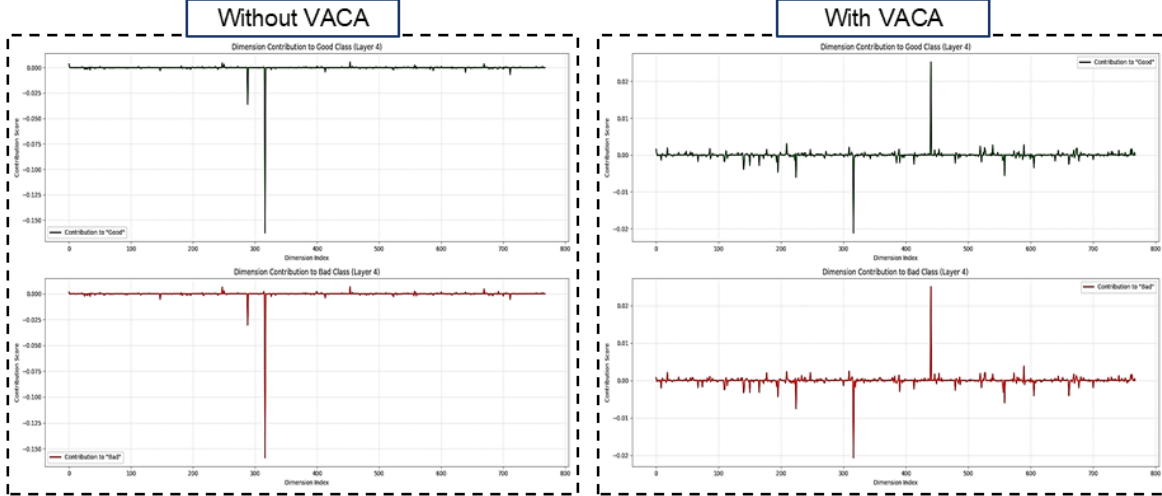 Without VACA
Dimension Contribution to Good Class (Layer 4)
Contribution Score
0.000
−0.025
−0.050
−0.075
−0.100
−0.125
−0.150
Contribution to "Good"
0 100 200 300 400 500 600 700 800
Dimension Index
Dimension Contribution to Bad Class (Layer 4)
Contribution Score
0.000
−0.025
−0.050
−0.075
−0.100
−0.125
−0.150
Contribution to "Bad"
0 100 200 300 400 500 600 700 800
Dimension Index
With VACA
Dimension Contribution to Good Class (Layer 4)
Contribution to "Good"
Contribution Score
0.02
0.01
0.00
−0.01
−0.02
0 100 200 300 400 500 600 700 800
Dimension Index
Dimension Contribution to Bad Class (Layer 4)
Contribution to "Bad"
Contribution Score
0.02
0.01
0.00
−0.01
−0.02
0 100 200 300 400 500 600 700 800
Dimension Index